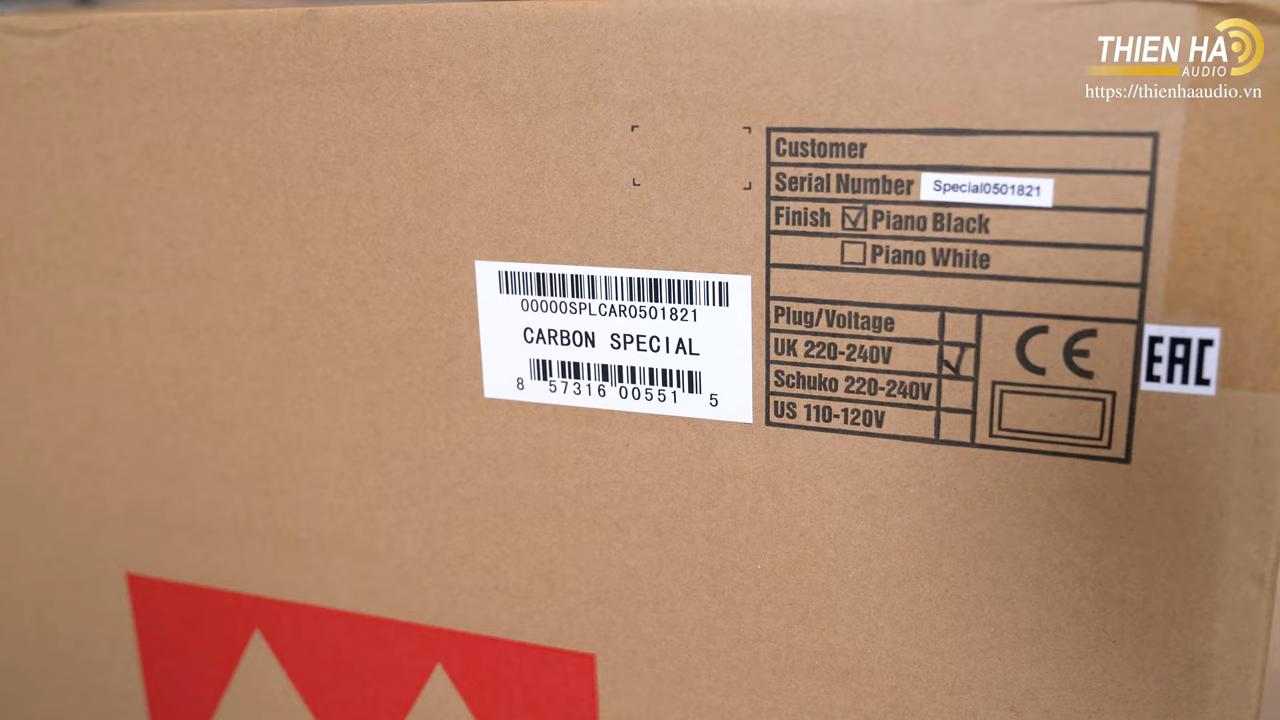 THIEN HA
AUDIO
https://thienhaaudio.vn
Customer
Serial Number Special0501821
Finish Piano Black
Piano White
Plug/Voltage
UK 220-240V
Schuko 220-240V
US 110-120V
CE
EAC
00000SPLCAR0501821
CARBON SPECIAL
8 57316 00551 5